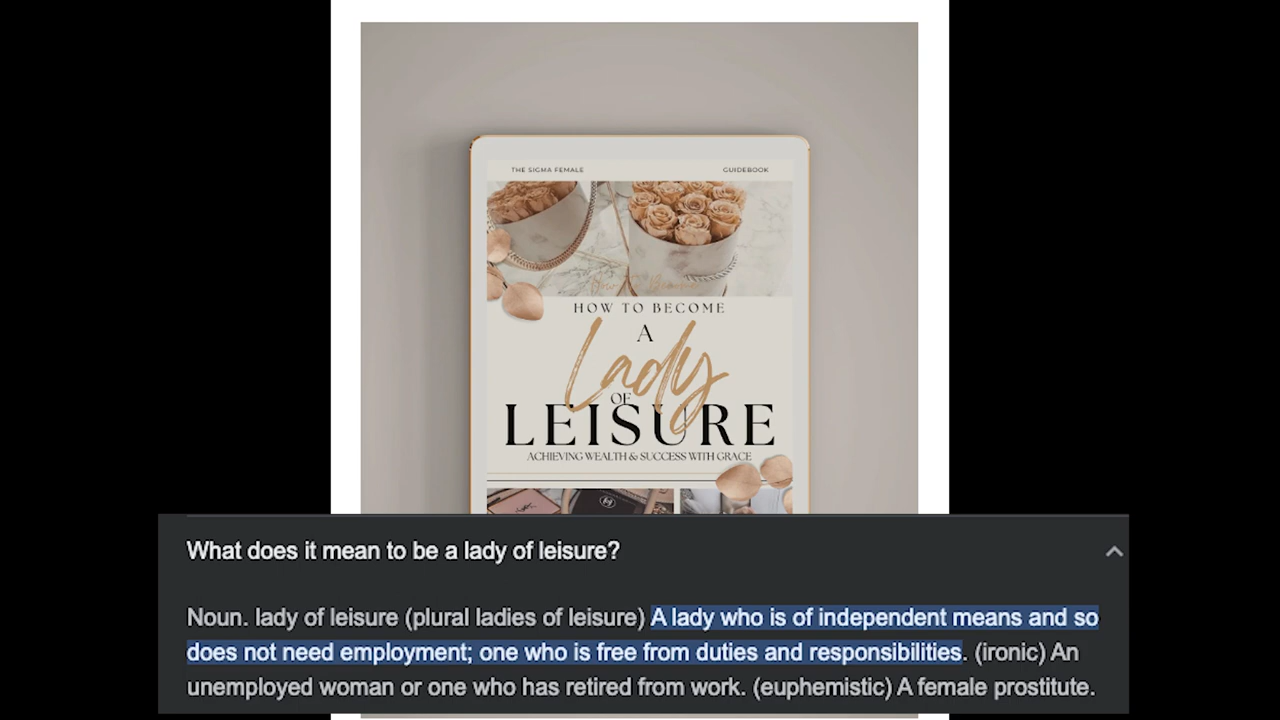 THE SIGMA FEMALE
GUIDEBOOK
HOW TO BECOME
A
Lady
OF
LEISURE
ACHIEVING WEALTH & SUCCESS WITH GRACE
What does it mean to be a lady of leisure?
Noun. lady of leisure (plural ladies of leisure) A lady who is of independent means and so
does not need employment; one who is free from duties and responsibilities. (ironic) An
unemployed woman or one who has retired from work. (euphemistic) A female prostitute.